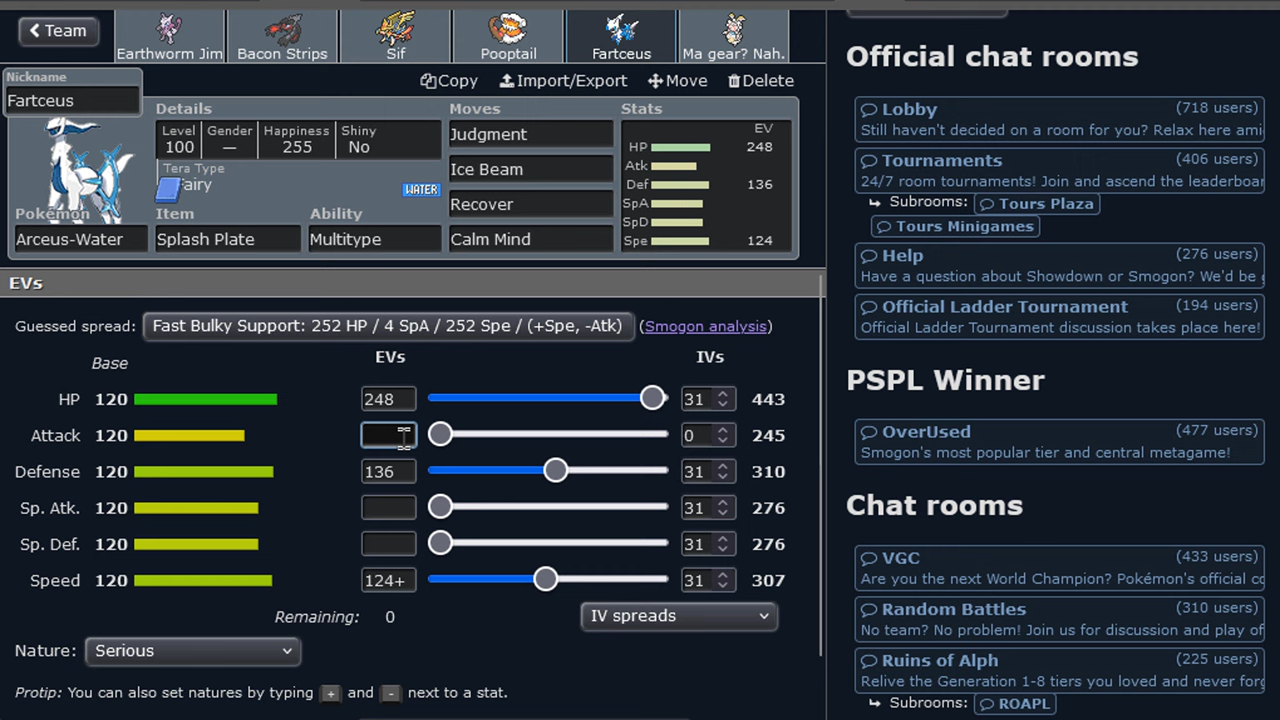 Team
Earthworm Jim
Bacon Strips
Sif
Pooptail
Fartceus
Ma gear? Nah.
Copy
Import/Export
Move
Delete
Nickname
Fartceus
Details
Level
100
Gender
—
Happiness
255
Shiny
No
Tera Type
Fairy
WATER
Pokémon
Arceus-Water
Item
Splash Plate
Ability
Multitype
Moves
Judgment
Ice Beam
Recover
Calm Mind
Stats
EV
HP 248
Atk
Def 136
SpA
SpD
Spe 124
EVs
Guessed spread: Fast Bulky Support: 252 HP / 4 SpA / 252 Spe / (+Spe, -Atk) (Smogon analysis)
Base EVs IVs
HP 120 248 31 443
Attack 120 0 245
Defense 120 136 31 310
Sp. Atk. 120 31 276
Sp. Def. 120 31 276
Speed 120 124+ 31 307
Remaining: 0 IV spreads
Nature: Serious
Protip: You can also set natures by typing + and - next to a stat.
Official chat rooms
Lobby (718 users)
Still haven't decided on a room for you? Relax here ami
Tournaments (406 users)
24/7 room tournaments! Join and ascend the leaderboar
Subrooms: Tours Plaza
Tours Minigames
Help (276 users)
Have a question about Showdown or Smogon? We'd be g
Official Ladder Tournament (194 users)
Official Ladder Tournament discussion takes place here!
PSPL Winner
OverUsed (477 users)
Smogon's most popular tier and central metagame!
Chat rooms
VGC (433 users)
Are you the next World Champion? Pokémon's official co
Random Battles (310 users)
No team? No problem! Join us for discussion and play of
Ruins of Alph (225 users)
Relive the Generation 1-8 tiers you loved and never forg
Subrooms: ROAPL